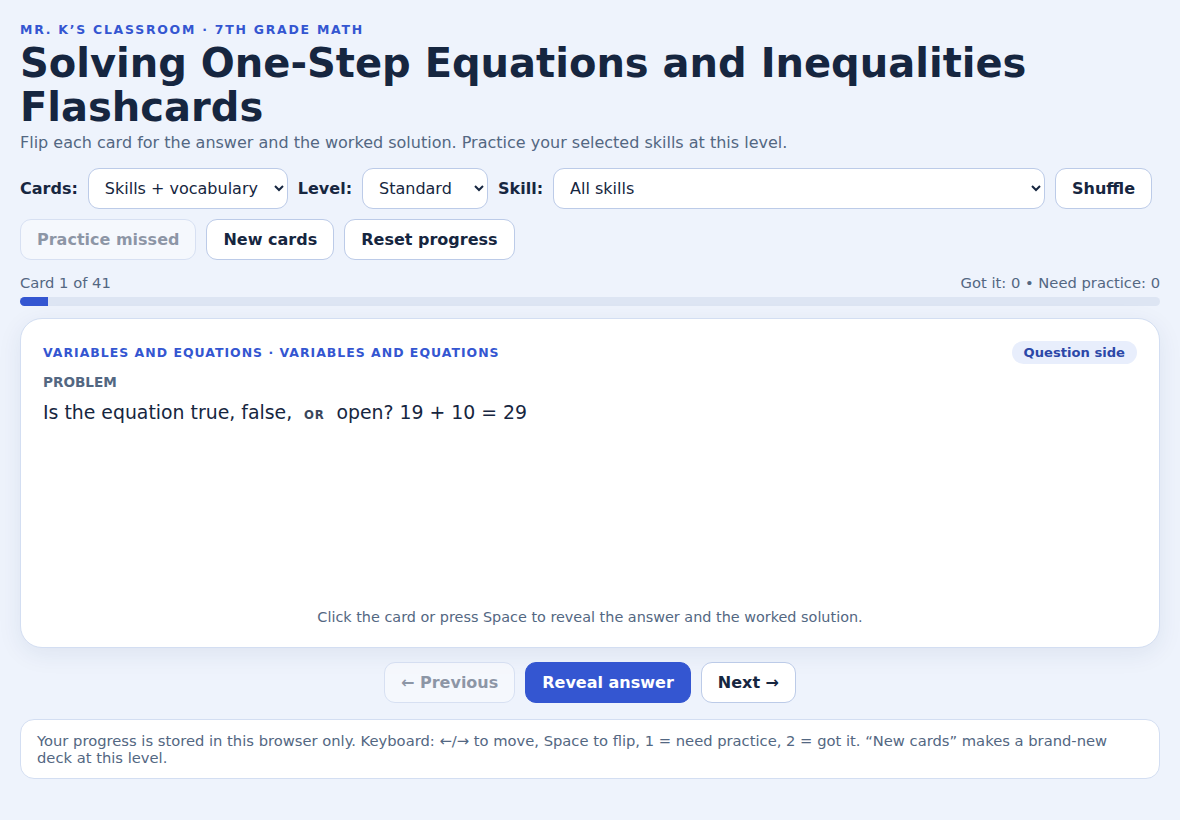 MR. K’S CLASSROOM · 7TH GRADE MATH
Solving One-Step Equations and Inequalities
Flashcards
Flip each card for the answer and the worked solution. Practice your selected skills at this level.
Cards: Skills + vocabulary Level: Standard Skill: All skills Shuffle
Practice missed New cards Reset progress
Card 1 of 41 Got it: 0 • Need practice: 0
VARIABLES AND EQUATIONS · VARIABLES AND EQUATIONS Question side
PROBLEM
Is the equation true, false, OR open? 19 + 10 = 29
Click the card or press Space to reveal the answer and the worked solution.
← Previous Reveal answer Next →
Your progress is stored in this browser only. Keyboard: ←/→ to move, Space to flip, 1 = need practice, 2 = got it. “New cards” makes a brand-new
deck at this level.